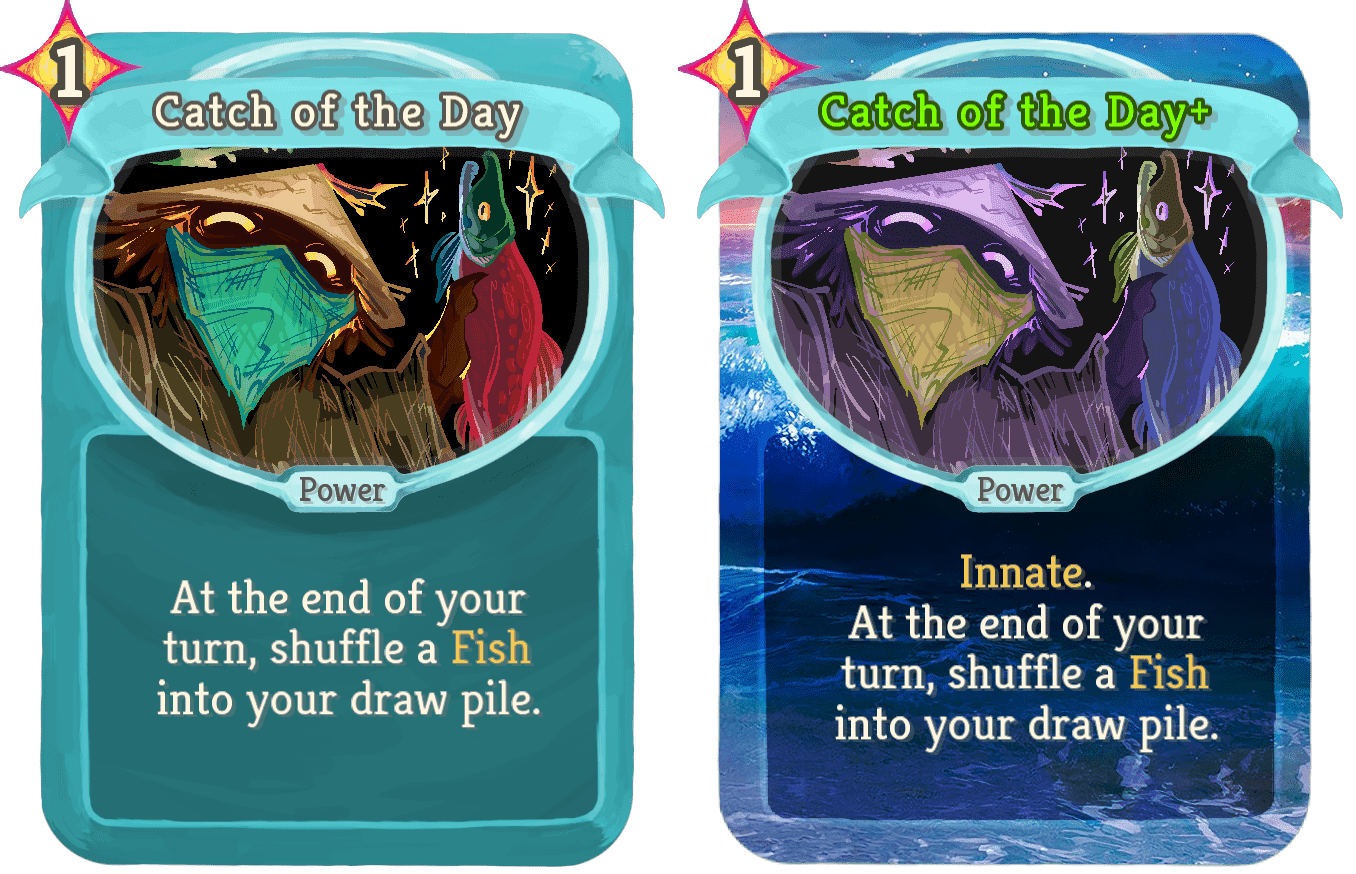 1
Catch of the Day
Power
At the end of your
turn, shuffle a Fish
into your draw pile.
1
Catch of the Day+
Power
Innate.
At the end of your
turn, shuffle a Fish
into your draw pile.